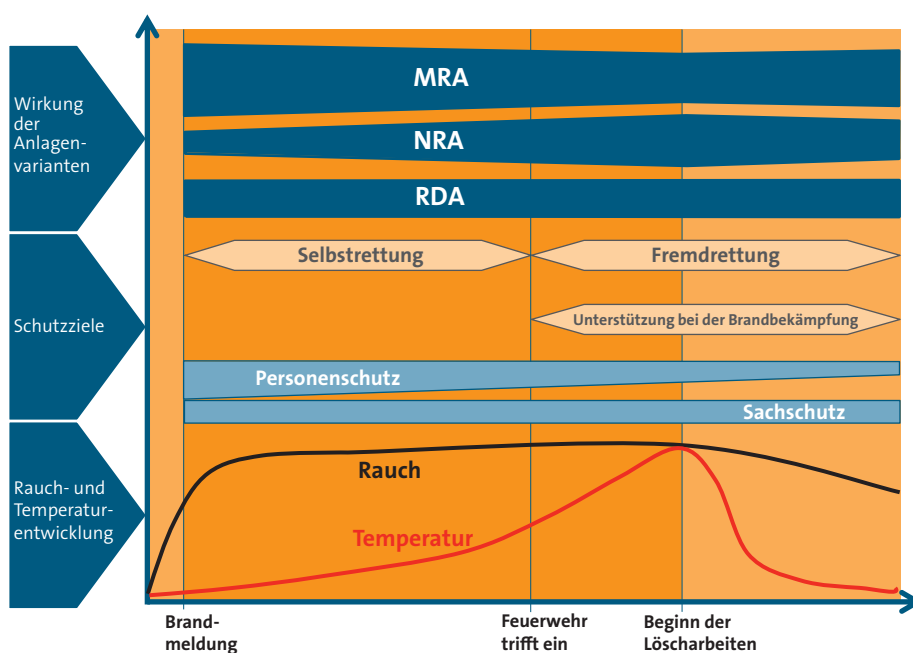 Wirkung
der
Anlagen-
varianten
MRA
NRA
RDA
Schutzziele
Selbstrettung
Fremdrettung
Unterstützung bei der Brandbekämpfung
Personenschutz
Sachschutz
Rauch- und
Temperatur-
entwicklung
Rauch
Temperatur
Brand-
meldung
Feuerwehr
trifft ein
Beginn der
Löscharbeiten